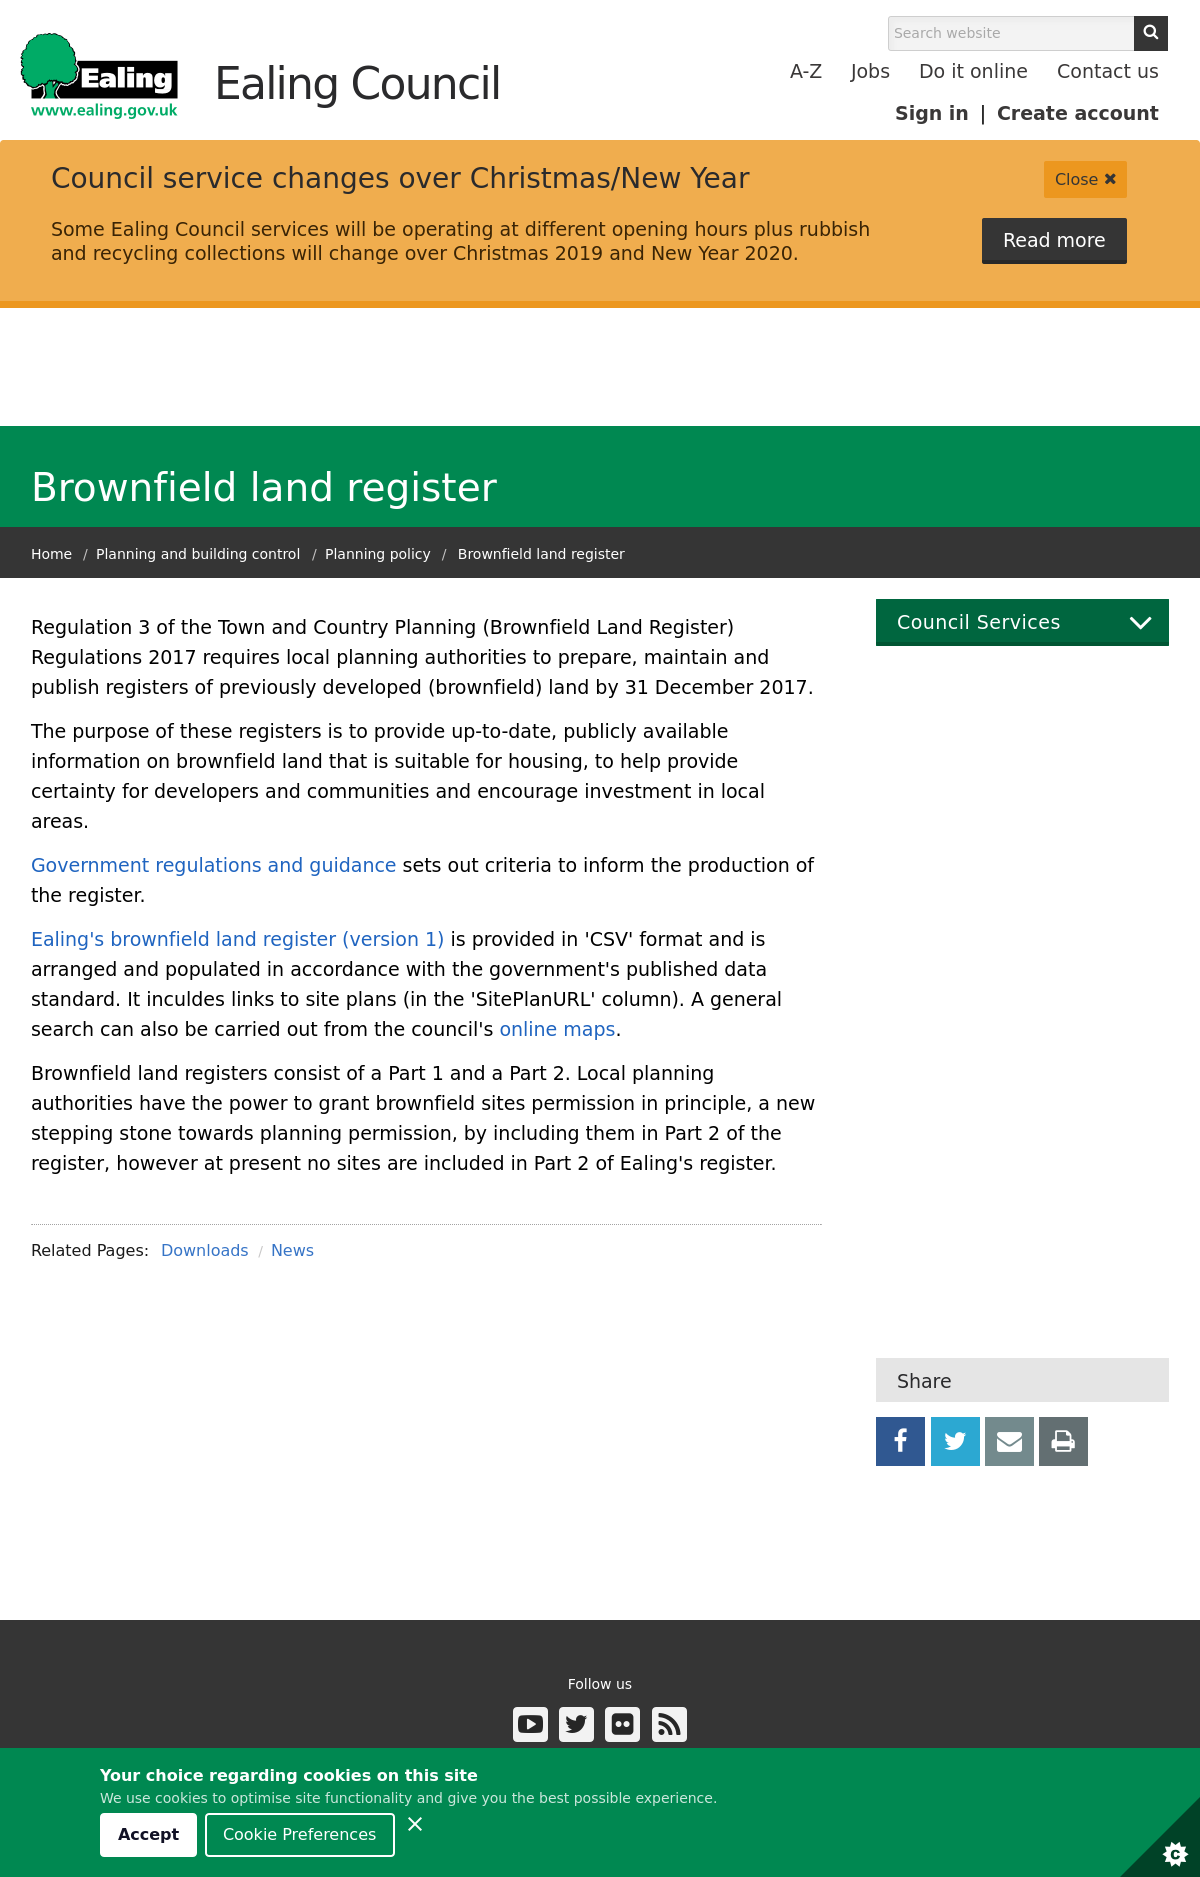 Search website
Ealing
www.ealing.gov.uk
Ealing Council
A-Z Jobs Do it online Contact us
Sign in | Create account
Council service changes over Christmas/New Year
Close ✖
Some Ealing Council services will be operating at different opening hours plus rubbish
and recycling collections will change over Christmas 2019 and New Year 2020.
Read more
Brownfield land register
Home / Planning and building control / Planning policy / Brownfield land register
Council Services
Regulation 3 of the Town and Country Planning (Brownfield Land Register)
Regulations 2017 requires local planning authorities to prepare, maintain and
publish registers of previously developed (brownfield) land by 31 December 2017.
The purpose of these registers is to provide up-to-date, publicly available
information on brownfield land that is suitable for housing, to help provide
certainty for developers and communities and encourage investment in local
areas.
Government regulations and guidance sets out criteria to inform the production of
the register.
Ealing's brownfield land register (version 1) is provided in 'CSV' format and is
arranged and populated in accordance with the government's published data
standard. It inculdes links to site plans (in the 'SitePlanURL' column). A general
search can also be carried out from the council's online maps.
Brownfield land registers consist of a Part 1 and a Part 2. Local planning
authorities have the power to grant brownfield sites permission in principle, a new
stepping stone towards planning permission, by including them in Part 2 of the
register, however at present no sites are included in Part 2 of Ealing's register.
Related Pages: Downloads / News
Share
Follow us
Your choice regarding cookies on this site
We use cookies to optimise site functionality and give you the best possible experience.
Accept Cookie Preferences